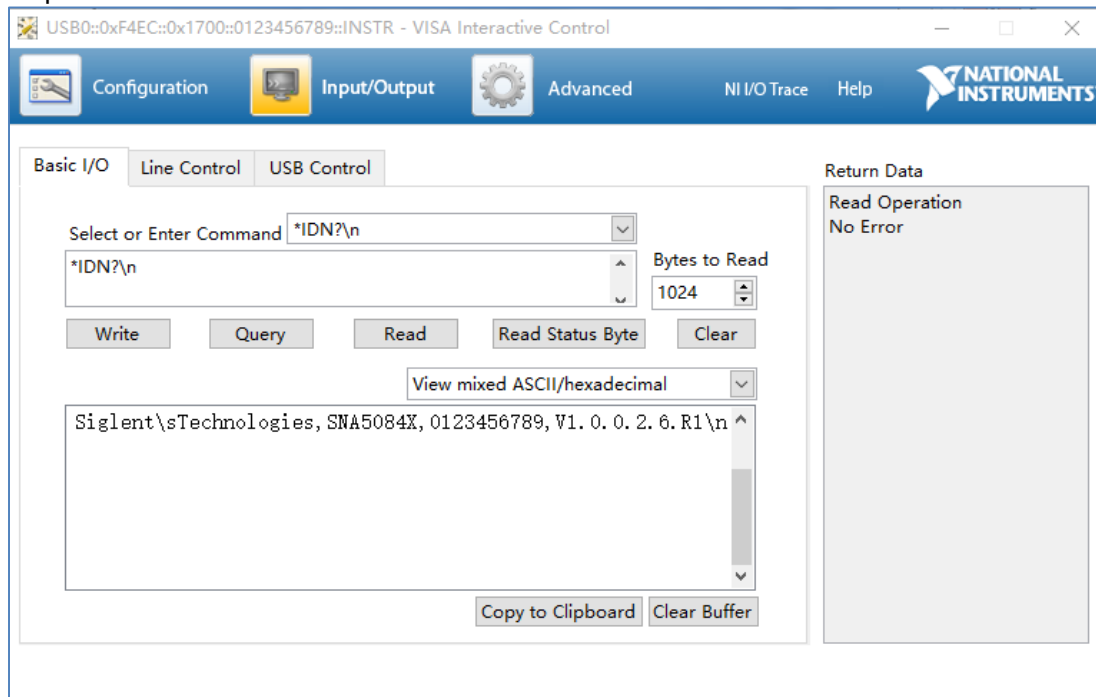 USB0::0xF4EC::0x1700::0123456789::INSTR - VISA Interactive Control
Configuration
Input/Output
Advanced
NI I/O Trace
Help
NATIONAL
INSTRUMENTS
Basic I/O
Line Control
USB Control
Return Data
Read Operation
No Error
Select or Enter Command
*IDN?\n
*IDN?\n
Bytes to Read
1024
Write
Query
Read
Read Status Byte
Clear
View mixed ASCII/hexadecimal
Siglent\sTechnologies,SNA5084X,0123456789,V1.0.0.2.6.R1\n
Copy to Clipboard
Clear Buffer